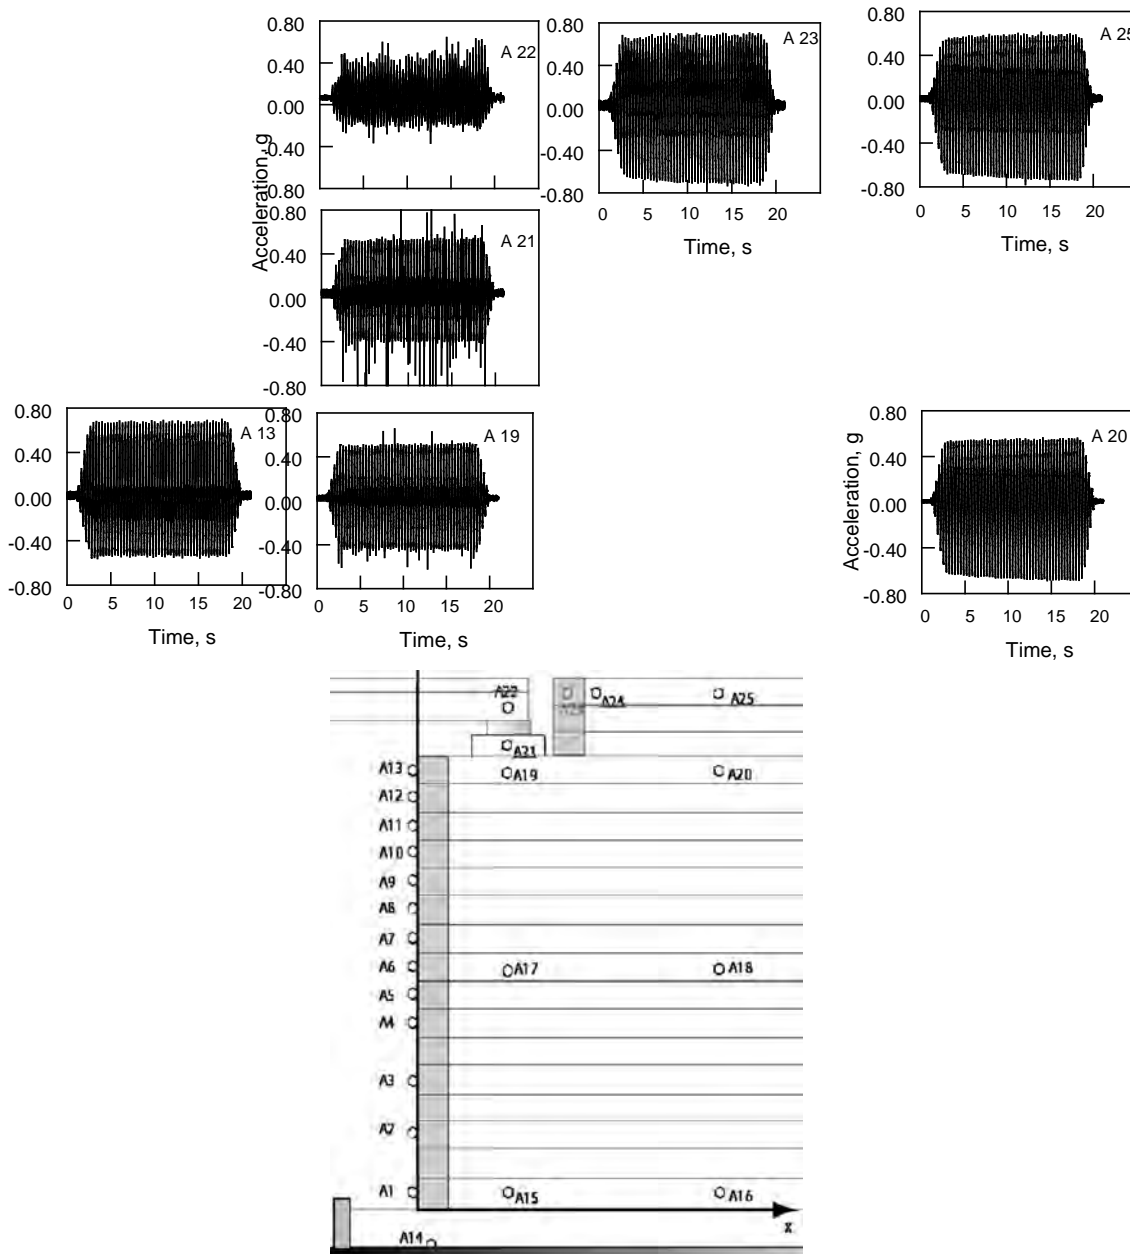 0.80
0.40
0.00
-0.40
-0.80
A 22
0.80
0.40
0.00
-0.40
-0.80
A 23
0 5 10 15 20
Time, s
0.80
0.40
0.00
-0.40
-0.80
A 25
0 5 10 15 20
Time, s
Acceleration, g
0.80
0.40
0.00
-0.40
-0.80
A 21
0.80
0.40
0.00
-0.40
-0.80
A 13
0 5 10 15 20
Time, s
0.80
0.40
0.00
-0.40
-0.80
A 19
0 5 10 15 20
Time, s
Acceleration, g
0.80
0.40
0.00
-0.40
-0.80
A 20
0 5 10 15 20
Time, s
A22
A23
A24
A25
A21
A13 A19 A20
A12
A11
A10
A9
A8
A7
A6 A17 A18
A5
A4
A3
A2
A1 A15 A16
x
A14